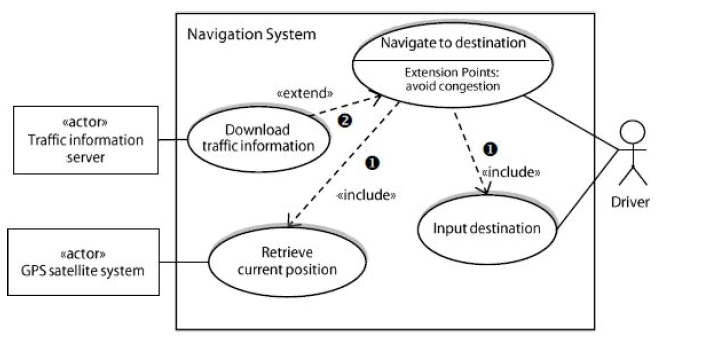 Navigation System
Navigate to destination
Extension Points:
avoid congestion
«extend»
❷
«actor»
Traffic information
server
Download
traffic information
❶
«include»
❶
«include»
Driver
Input destination
«actor»
GPS satellite system
Retrieve
current position